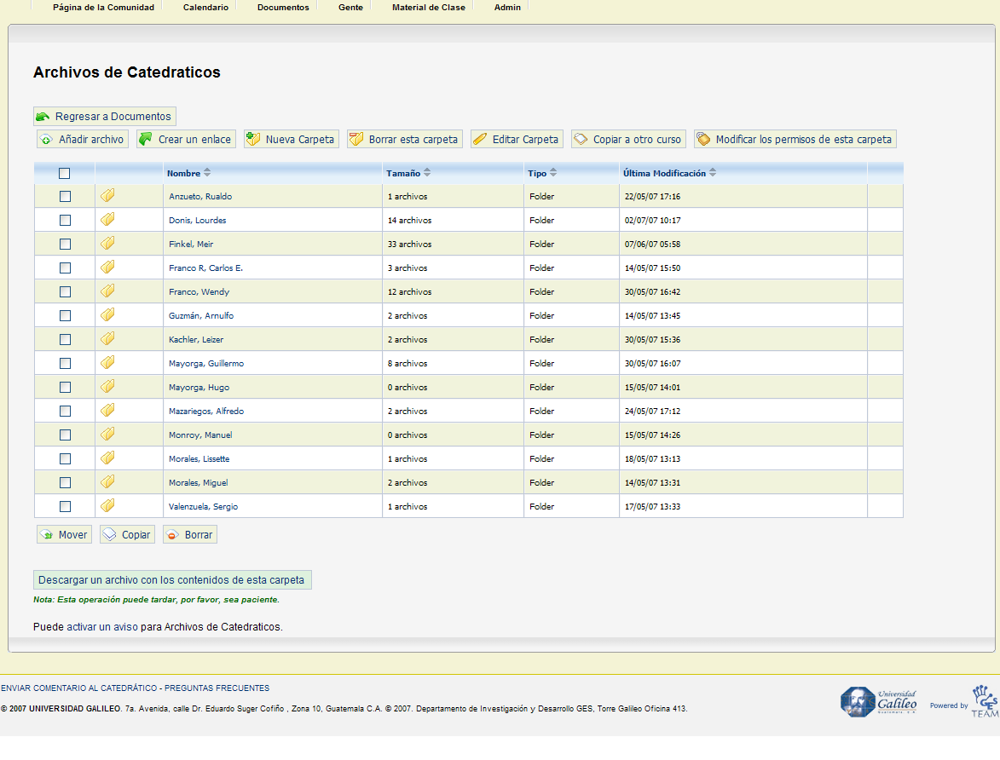 Página de la Comunidad Calendario Documentos Gente Material de Clase Admin
Archivos de Catedraticos
Regresar a Documentos
Añadir archivo Crear un enlace Nueva Carpeta Borrar esta carpeta Editar Carpeta Copiar a otro curso Modificar los permisos de esta carpeta
Nombre Tamaño Tipo Última Modificación
Anzueto, Rualdo 1 archivos Folder 22/05/07 17:16
Donis, Lourdes 14 archivos Folder 02/07/07 10:17
Finkel, Meir 33 archivos Folder 07/06/07 05:58
Franco R, Carlos E. 3 archivos Folder 14/05/07 15:50
Franco, Wendy 12 archivos Folder 30/05/07 16:42
Guzmán, Arnulfo 2 archivos Folder 14/05/07 13:45
Kachler, Leizer 2 archivos Folder 30/05/07 15:36
Mayorga, Guillermo 8 archivos Folder 30/05/07 16:07
Mayorga, Hugo 0 archivos Folder 15/05/07 14:01
Mazariegos, Alfredo 2 archivos Folder 24/05/07 17:12
Monroy, Manuel 0 archivos Folder 15/05/07 14:26
Morales, Lissette 1 archivos Folder 18/05/07 13:13
Morales, Miguel 2 archivos Folder 14/05/07 13:31
Valenzuela, Sergio 1 archivos Folder 17/05/07 13:33
Mover Copiar Borrar
Descargar un archivo con los contenidos de esta carpeta
Nota: Esta operación puede tardar, por favor, sea paciente.
Puede activar un aviso para Archivos de Catedraticos.
ENVIAR COMENTARIO AL CATEDRÁTICO - PREGUNTAS FRECUENTES
© 2007 UNIVERSIDAD GALILEO. 7a. Avenida, calle Dr. Eduardo Suger Cofiño , Zona 10, Guatemala C.A. © 2007. Departamento de Investigación y Desarrollo GES, Torre Galileo Oficina 413.
Universidad
Galileo
Powered by
GES
TEAM